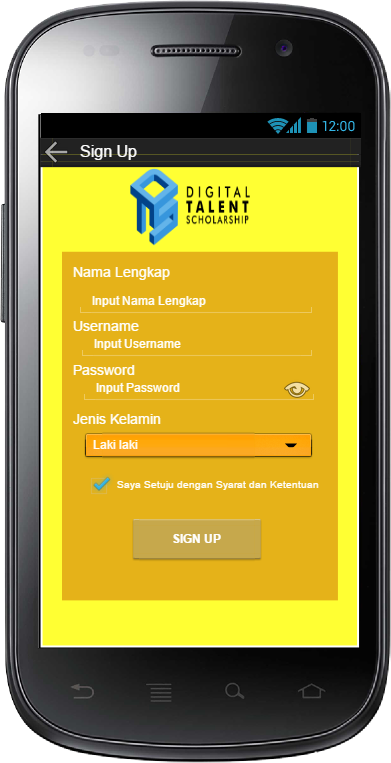 12:00
Sign Up
DIGITAL
TALENT
SCHOLARSHIP
Nama Lengkap
Input Nama Lengkap
Username
Input Username
Password
Input Password
Jenis Kelamin
Laki laki
Saya Setuju dengan Syarat dan Ketentuan
SIGN UP